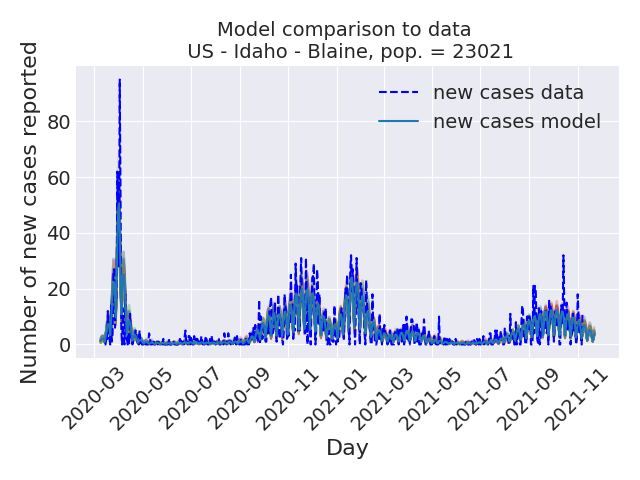 Model comparison to data
US - Idaho - Blaine, pop. = 23021
new cases data
new cases model
Number of new cases reported
80
60
40
20
0
2020-03
2020-05
2020-07
2020-09
2020-11
2021-01
2021-03
2021-05
2021-07
2021-09
2021-11
Day